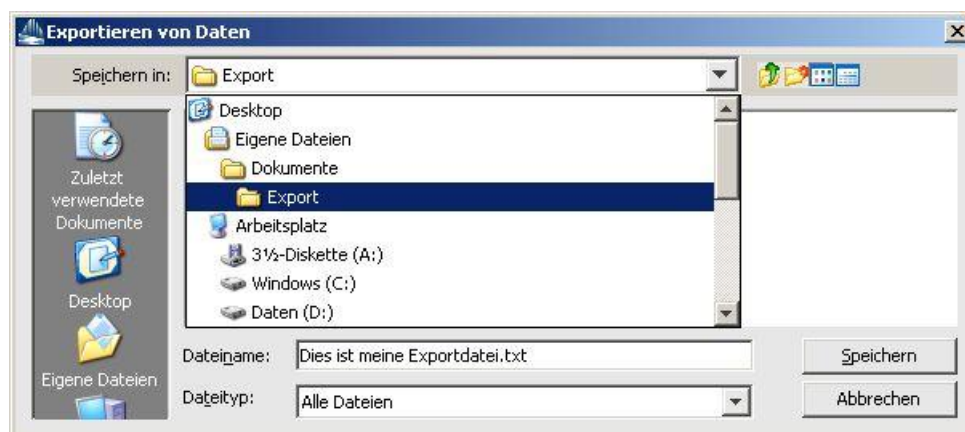 Exportieren von Daten
Speichern in:
Export
Desktop
Eigene Dateien
Dokumente
Export
Arbeitsplatz
3½-Diskette (A:)
Windows (C:)
Daten (D:)
Zuletzt
verwendete
Dokumente
Desktop
Eigene Dateien
Dateiname:
Dies ist meine Exportdatei.txt
Speichern
Dateityp:
Alle Dateien
Abbrechen